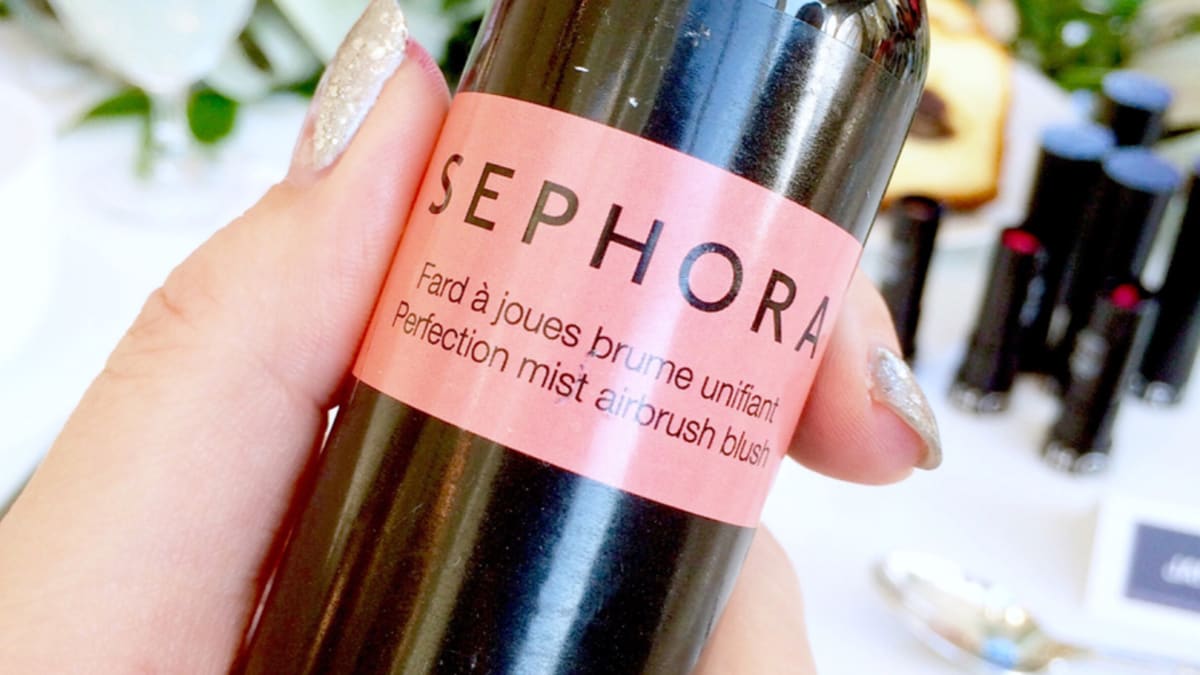 SEPHORA
Fard à joues brume unifiant
Perfection mist airbrush blush